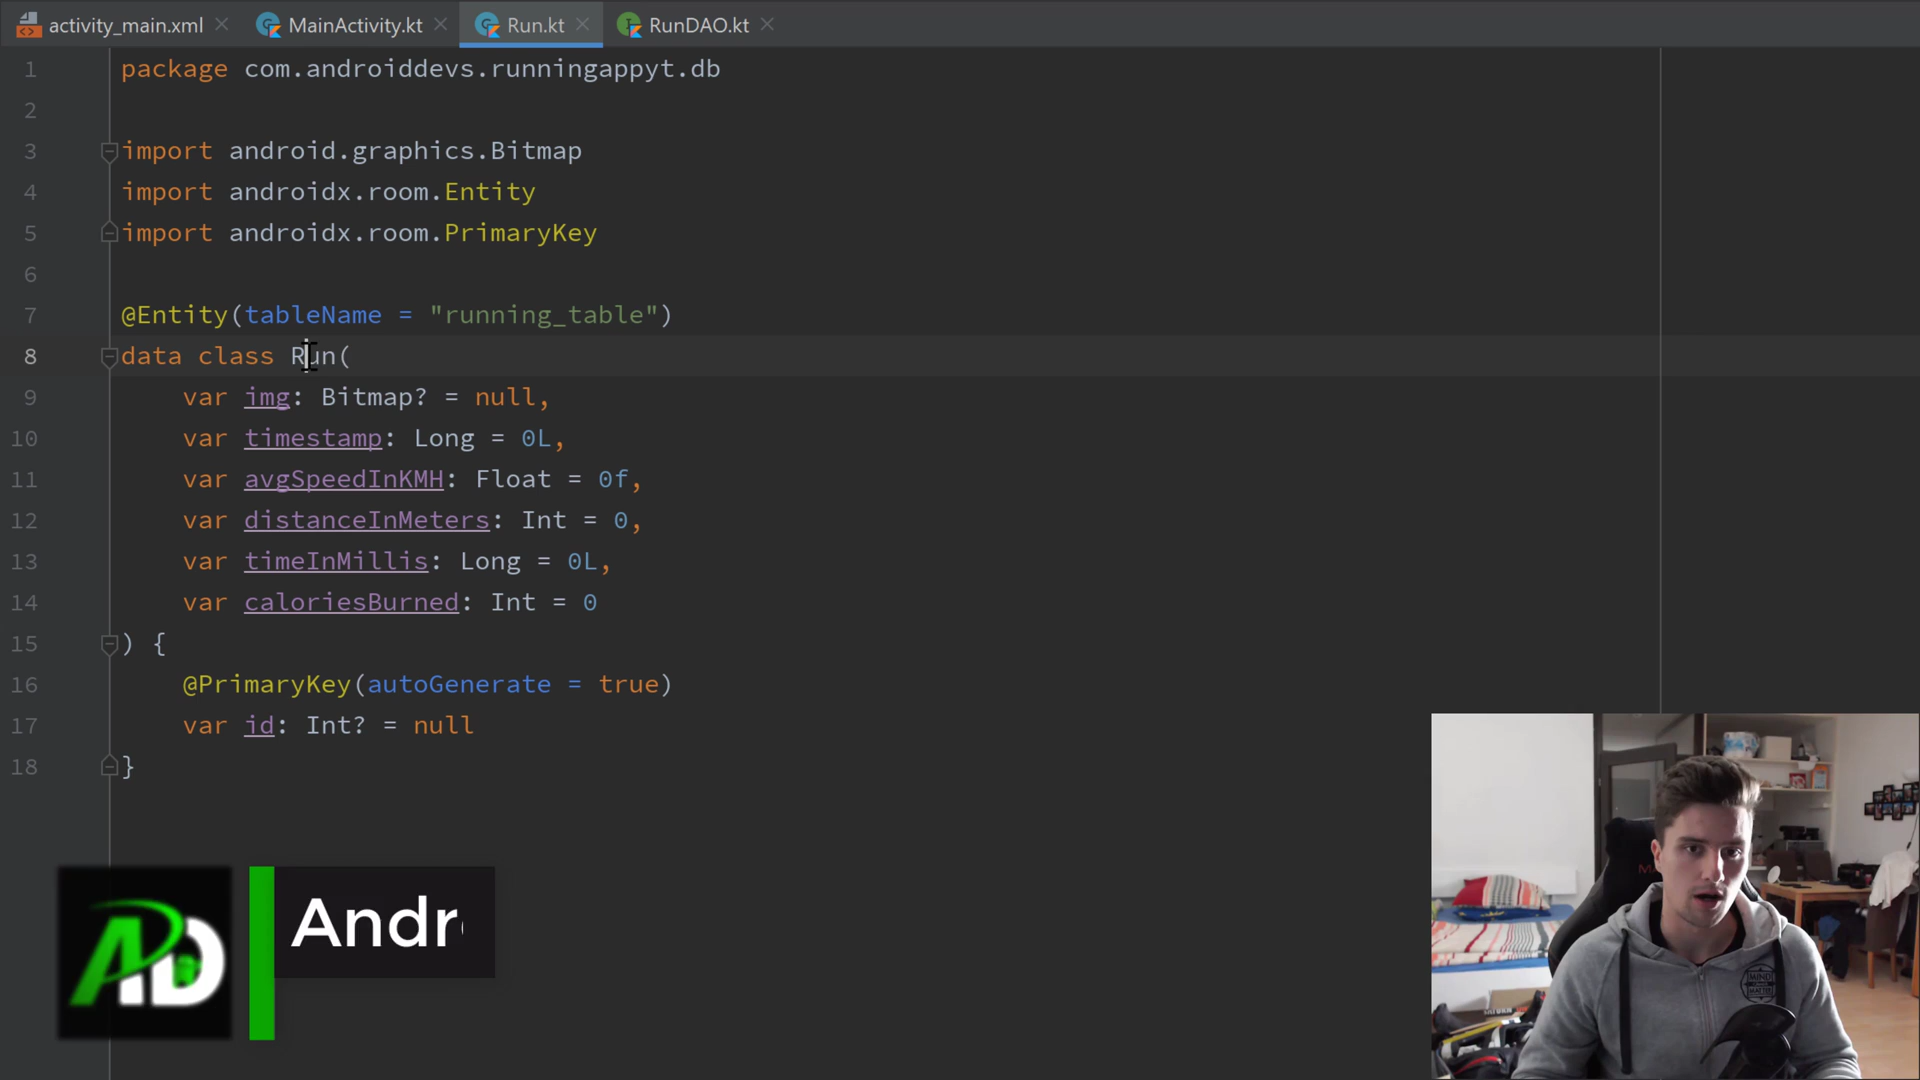 activity_main.xml
MainActivity.kt
Run.kt
RunDAO.kt
1 package com.androiddevs.runningappyt.db
2
3 import android.graphics.Bitmap
4 import androidx.room.Entity
5 import androidx.room.PrimaryKey
6
7 @Entity(tableName = "running_table")
8 data class Run(
9 var img: Bitmap? = null,
10 var timestamp: Long = 0L,
11 var avgSpeedInKMH: Float = 0f,
12 var distanceInMeters: Int = 0,
13 var timeInMillis: Long = 0L,
14 var caloriesBurned: Int = 0
15 ) {
16 @PrimaryKey(autoGenerate = true)
17 var id: Int? = null
18 }
AD
Andr
MIND
MATTER